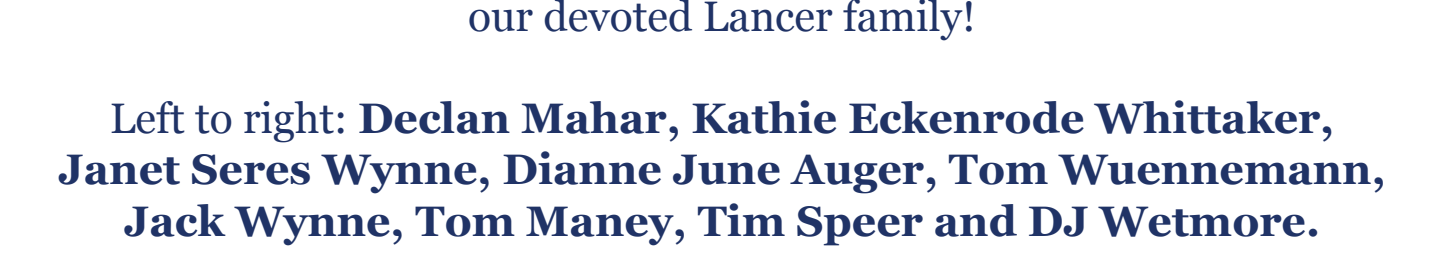 our devoted Lancer family!
Left to right: Declan Mahar, Kathie Eckenrode Whittaker,
Janet Seres Wynne, Dianne June Auger, Tom Wuennemann,
Jack Wynne, Tom Maney, Tim Speer and DJ Wetmore.